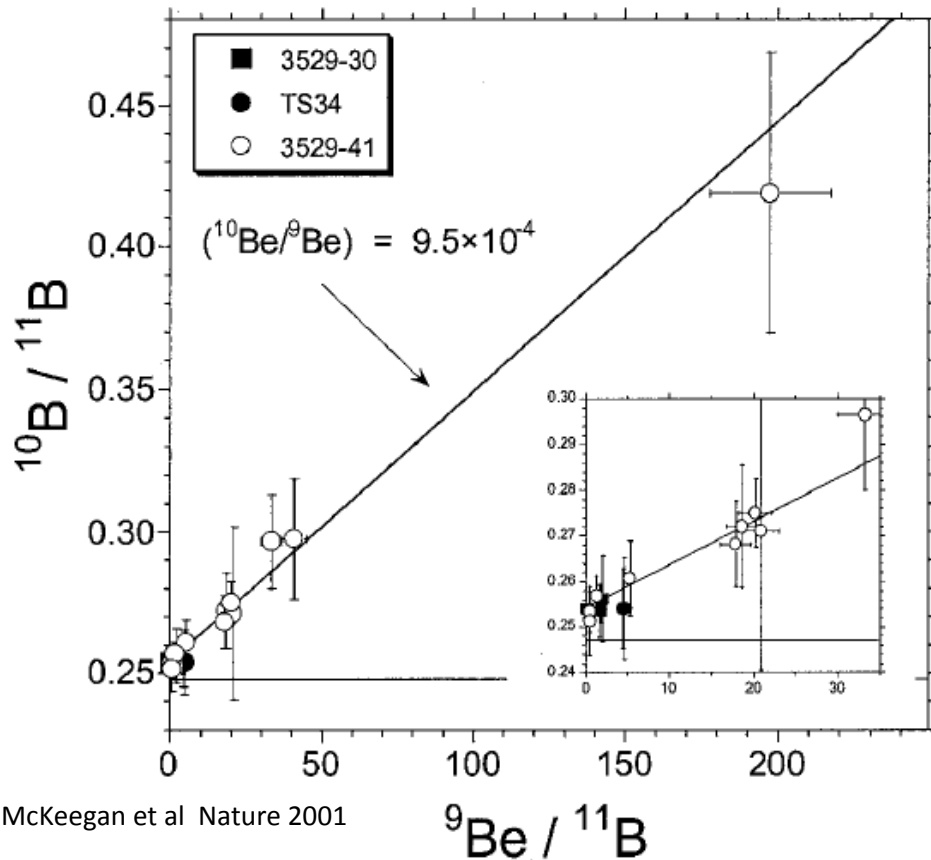 3529-30
TS34
3529-41
(¹⁰Be/⁹Be) = 9.5×10⁻⁴
¹⁰B / ¹¹B
0.45
0.40
0.35
0.30
0.25
0.30
0.29
0.28
0.27
0.26
0.25
0.24
0 10 20 30
0 50 100 150 200
McKeegan et al Nature 2001
⁹Be / ¹¹B